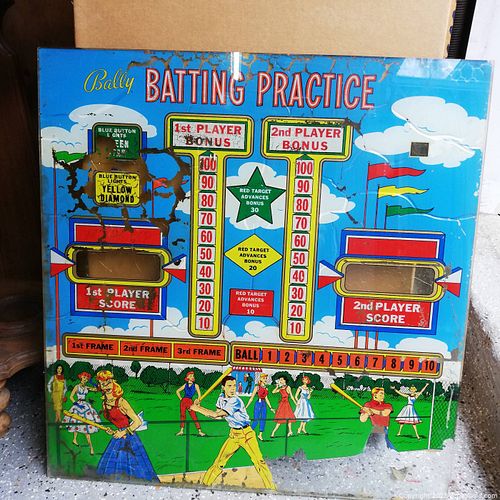 Bally BATTING PRACTICE
1st PLAYER
BONUS
2nd PLAYER
BONUS
BLUE BUTTON
LIGHTS
BLUE BUTTON
LIGHTS
YELLOW
DIAMOND
100
90
80
70
60
50
40
30
20
10
100
90
80
70
60
50
40
30
20
10
RED TARGET
ADVANCES
BONUS
30
RED TARGET
ADVANCES
BONUS
20
RED TARGET
ADVANCES
BONUS
10
1st PLAYER
SCORE
2nd PLAYER
SCORE
1st FRAME 2nd FRAME 3rd FRAME
BALL 1 2 3 4 5 6 7 8 9 10